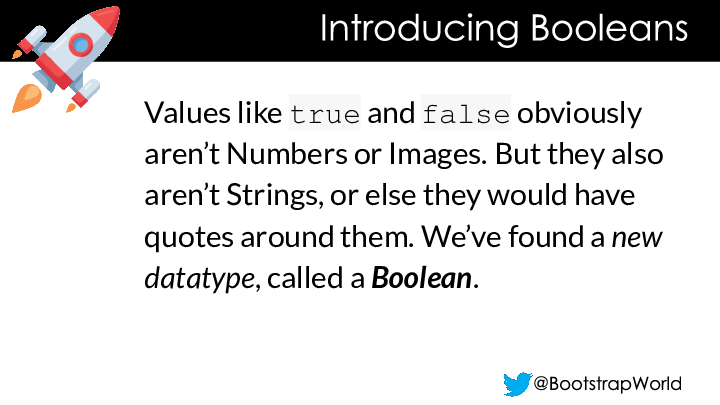 Introducing Booleans
Values like true and false obviously
aren’t Numbers or Images. But they also
aren’t Strings, or else they would have
quotes around them. We’ve found a new
datatype, called a Boolean.
@BootstrapWorld